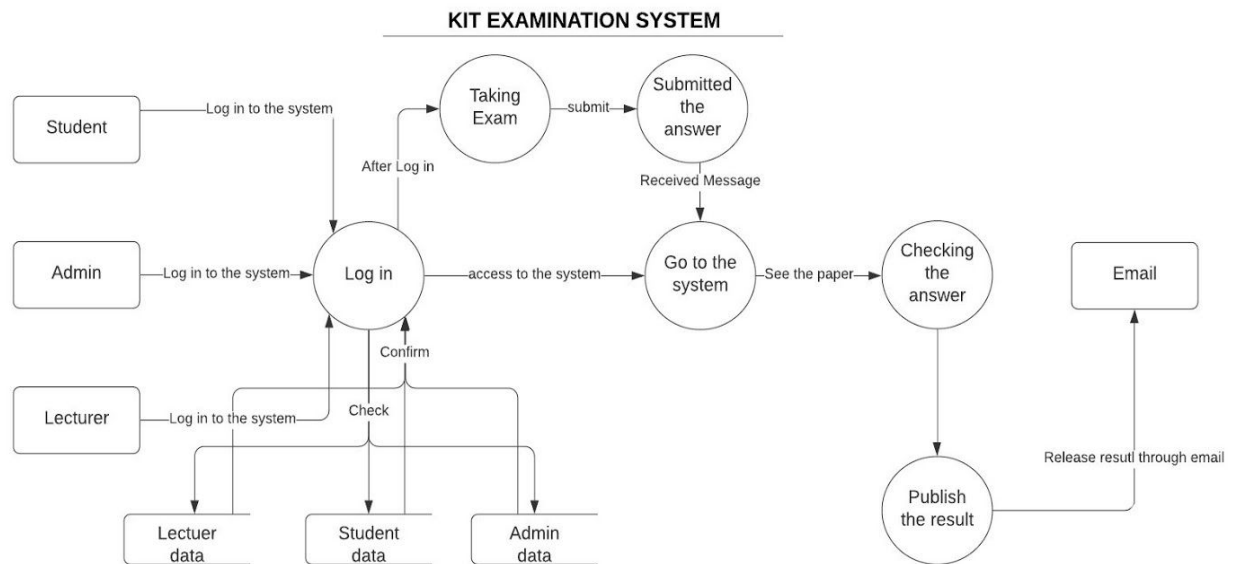 KIT EXAMINATION SYSTEM
Student
Log in to the system
Taking
Exam
submit
Submitted
the
answer
After Log in
Received Message
Admin
Log in to the system
Log in
access to the system
Go to the
system
See the paper
Checking
the
answer
Email
Confirm
Lecturer
Log in to the system
Check
Release resutl through email
Publish
the result
Lectuer
data
Student
data
Admin
data